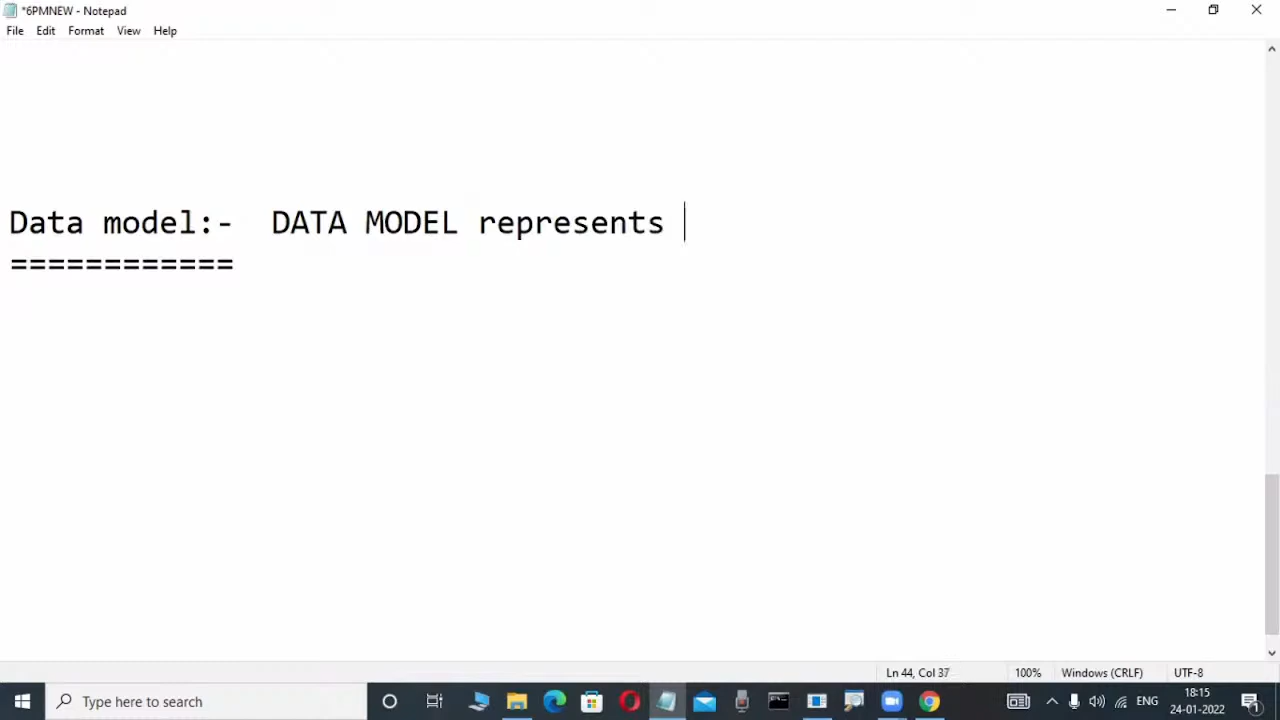 *6PMNEW - Notepad
File Edit Format View Help
Data model:-  DATA MODEL represents
============
Ln 44, Col 37 100% Windows (CRLF) UTF-8
Type here to search
ENG
18:15
24-01-2022
1